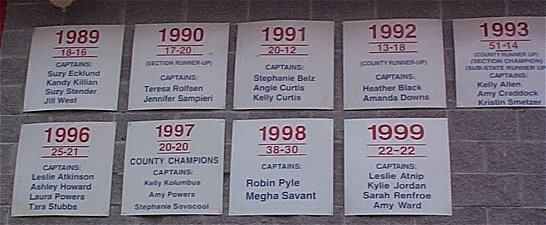 1989
18-16
CAPTAINS:
Suzy Ecklund
Kandy Killian
Suzy Stender
Jill West
1990
17-20
(SECTION RUNNER-UP)
CAPTAINS:
Teresa Rolfsen
Jennifer Sampieri
1991
20-12
CAPTAINS:
Stephanie Belz
Angie Curtis
Kelly Curtis
1992
13-18
(COUNTY RUNNER-UP)
CAPTAINS:
Heather Black
Amanda Downs
1993
51-14
(COUNTY RUNNER-UP)
(SECTION CHAMPION)
(SUB-STATE RUNNER UP
CAPTAINS:
Kelly Allen
Amy Craddock
Kristin Smetzer
1996
25-21
CAPTAINS:
Leslie Atkinson
Ashley Howard
Laura Powers
Tara Stubbs
1997
20-20
COUNTY CHAMPIONS
CAPTAINS:
Kelly Kolumbus
Amy Powers
Stephanie Sovocool
1998
38-30
CAPTAINS:
Robin Pyle
Megha Savant
1999
22-22
CAPTAINS:
Leslie Atnip
Kylie Jordan
Sarah Renfroe
Amy Ward